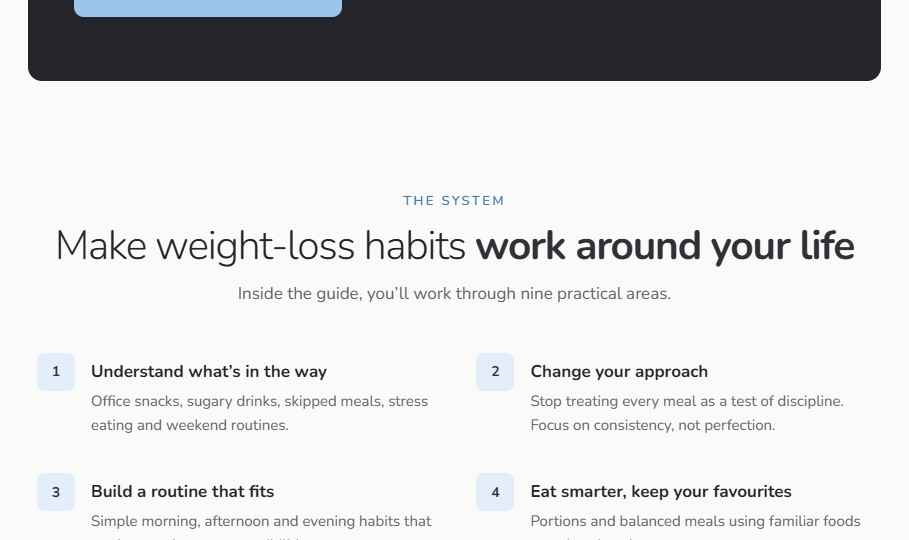 THE SYSTEM
Make weight-loss habits work around your life
Inside the guide, you’ll work through nine practical areas.
1
Understand what’s in the way
Office snacks, sugary drinks, skipped meals, stress
eating and weekend routines.
2
Change your approach
Stop treating every meal as a test of discipline.
Focus on consistency, not perfection.
3
Build a routine that fits
Simple morning, afternoon and evening habits that
4
Eat smarter, keep your favourites
Portions and balanced meals using familiar foods